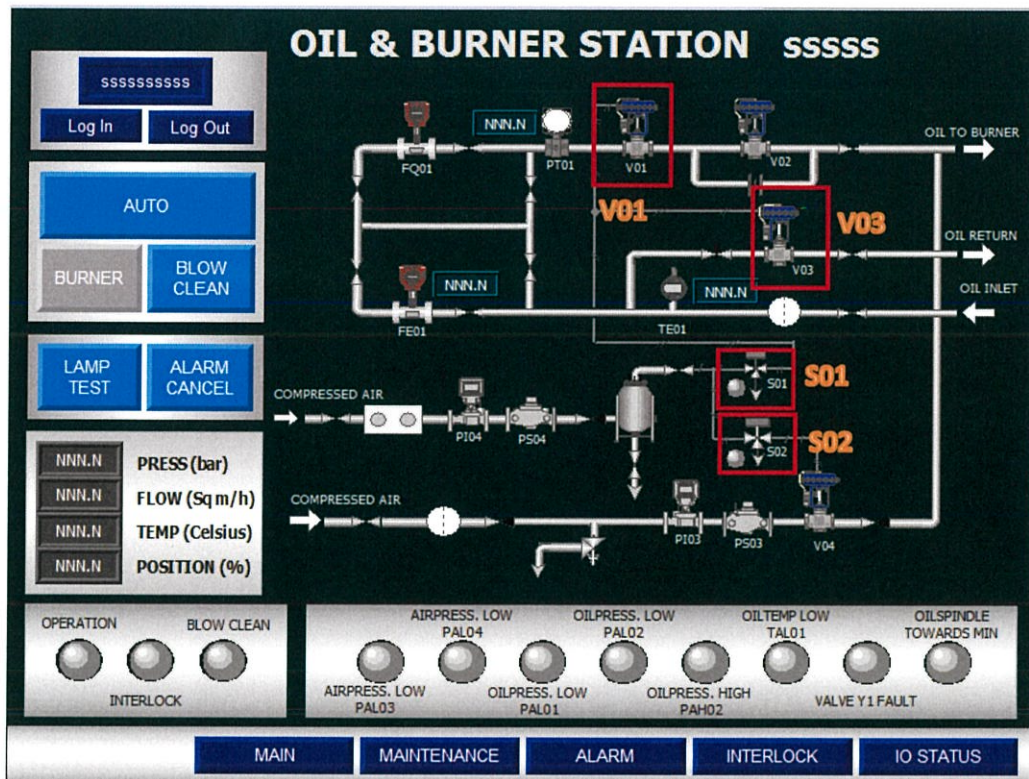 OIL & BURNER STATION sssss
ssssssssss
Log In
Log Out
AUTO
BURNER
BLOW
CLEAN
LAMP
TEST
ALARM
CANCEL
NNN.N PRESS (bar)
NNN.N FLOW (Sq m/h)
NNN.N TEMP (Celsius)
NNN.N POSITION (%)
FQ01
NNN.N
PT01
V01
V02
OIL TO BURNER
V01
V03
V03
OIL RETURN
FE01
NNN.N
TE01
NNN.N
OIL INLET
COMPRESSED AIR
PI04
PS04
S01
S01
S02
S02
COMPRESSED AIR
PI03
PS03
V04
OPERATION
BLOW CLEAN
INTERLOCK
AIRPRESS. LOW
PAL04
OILPRESS. LOW
PAL02
OILTEMP LOW
TAL01
OILSPINDLE
TOWARDS MIN
AIRPRESS. LOW
PAL03
OILPRESS. LOW
PAL01
OILPRESS. HIGH
PAH02
VALVE Y1 FAULT
MAIN
MAINTENANCE
ALARM
INTERLOCK
IO STATUS